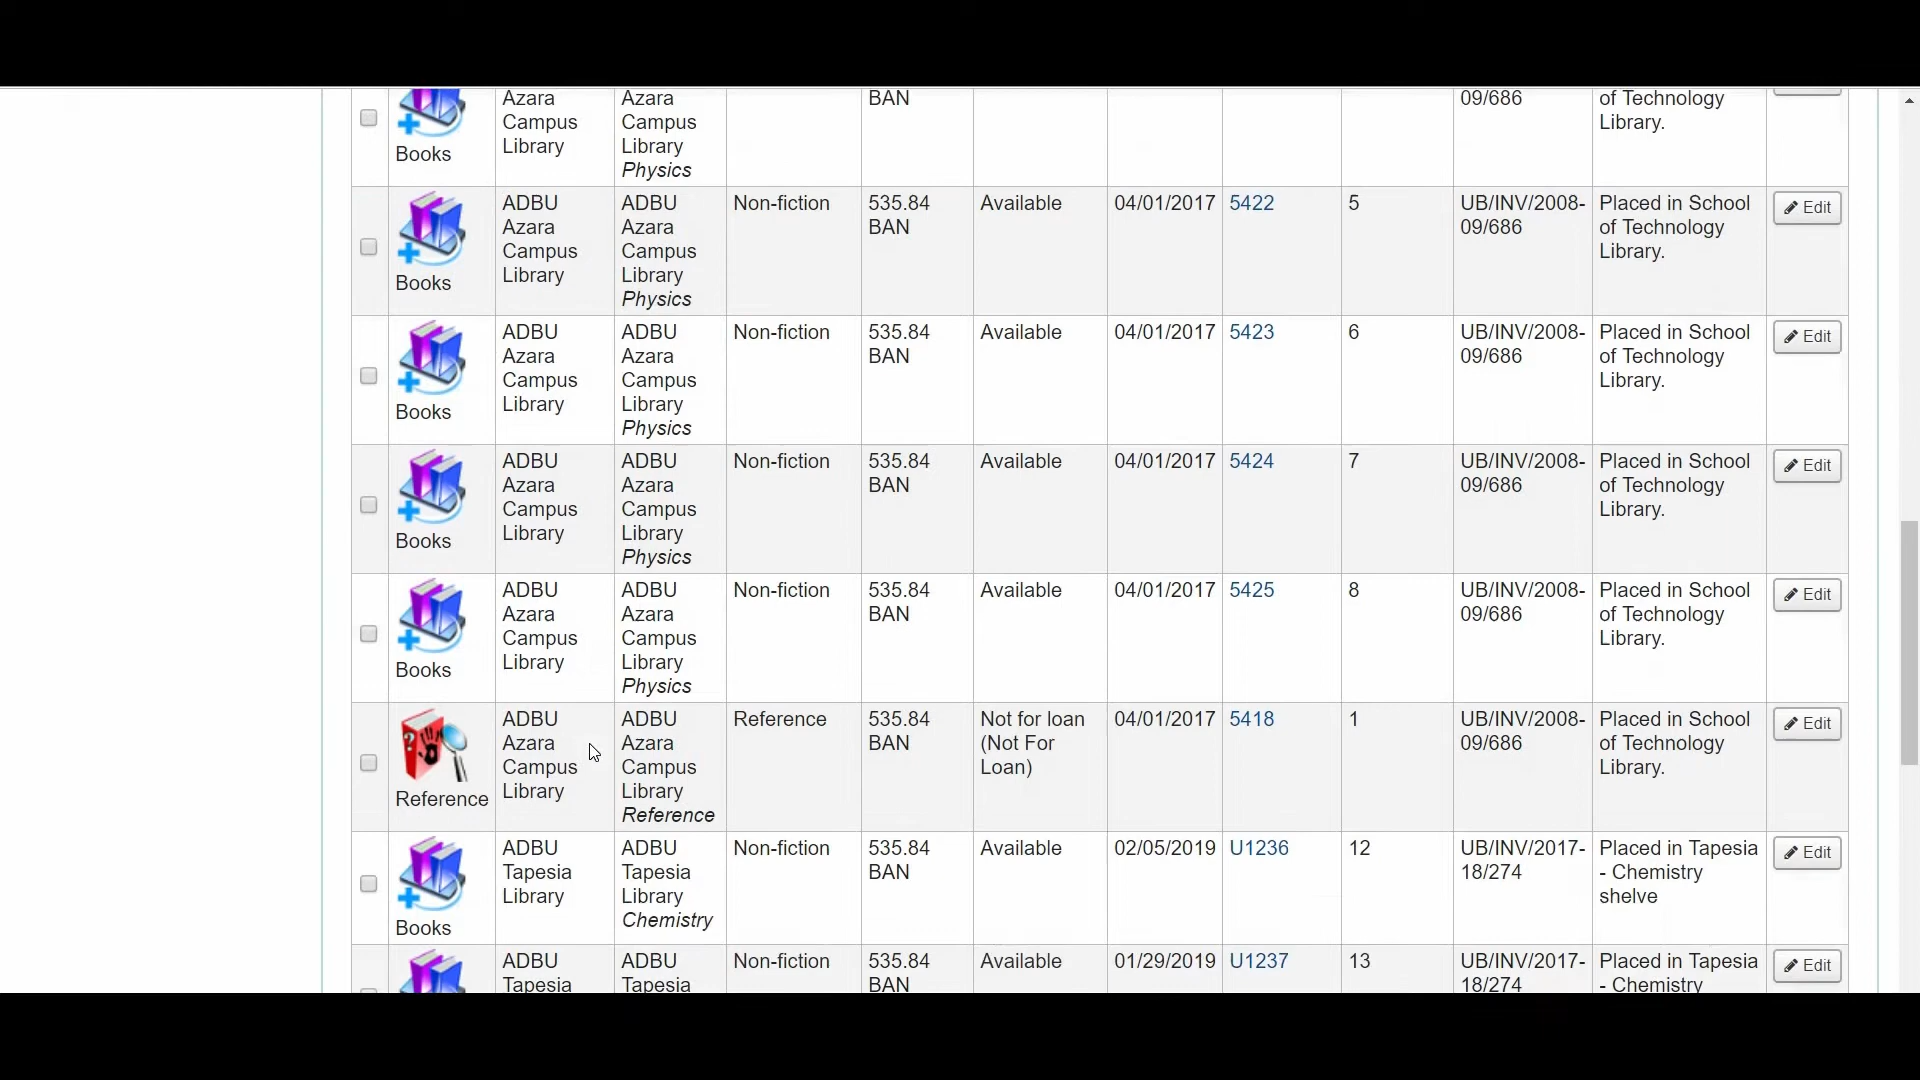 Books
Azara
Campus
Library
Azara
Campus
Library
Physics
BAN
09/686
of Technology
Library.
Books
ADBU
Azara
Campus
Library
ADBU
Azara
Campus
Library
Physics
Non-fiction
535.84
BAN
Available
04/01/2017
5422
5
UB/INV/2008-
09/686
Placed in School
of Technology
Library.
Edit
Books
ADBU
Azara
Campus
Library
ADBU
Azara
Campus
Library
Physics
Non-fiction
535.84
BAN
Available
04/01/2017
5423
6
UB/INV/2008-
09/686
Placed in School
of Technology
Library.
Edit
Books
ADBU
Azara
Campus
Library
ADBU
Azara
Campus
Library
Physics
Non-fiction
535.84
BAN
Available
04/01/2017
5424
7
UB/INV/2008-
09/686
Placed in School
of Technology
Library.
Edit
Books
ADBU
Azara
Campus
Library
ADBU
Azara
Campus
Library
Physics
Non-fiction
535.84
BAN
Available
04/01/2017
5425
8
UB/INV/2008-
09/686
Placed in School
of Technology
Library.
Edit
Reference
ADBU
Azara
Campus
Library
ADBU
Azara
Campus
Library
Reference
Reference
535.84
BAN
Not for loan
(Not For
Loan)
04/01/2017
5418
1
UB/INV/2008-
09/686
Placed in School
of Technology
Library.
Edit
Books
ADBU
Tapesia
Library
ADBU
Tapesia
Library
Chemistry
Non-fiction
535.84
BAN
Available
02/05/2019
U1236
12
UB/INV/2017-
18/274
Placed in Tapesia
- Chemistry
shelve
Edit
ADBU
Tapesia
ADBU
Tapesia
Non-fiction
535.84
BAN
Available
01/29/2019
U1237
13
UB/INV/2017-
18/274
Placed in Tapesia
- Chemistry
Edit